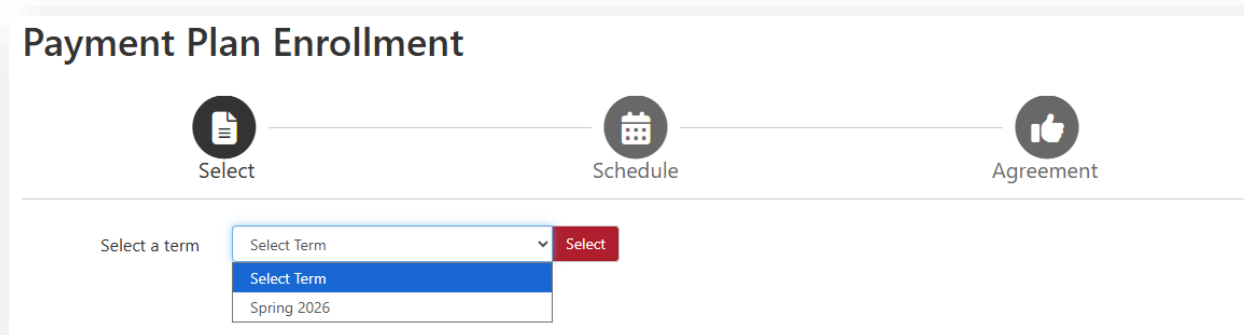 Payment Plan Enrollment
Select
Schedule
Agreement
Select a term
Select Term
Select
Select Term
Spring 2026